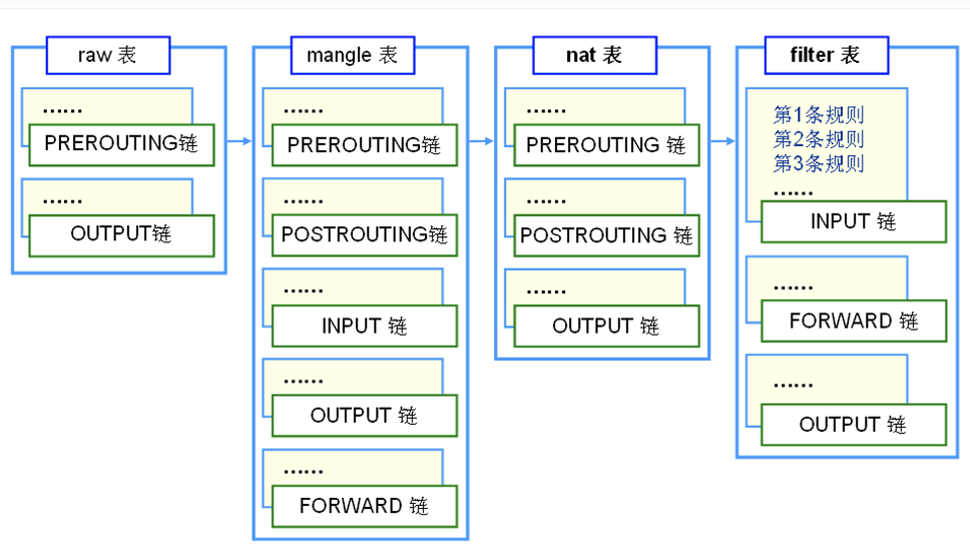 raw 表
……
PREROUTING链
……
OUTPUT链
mangle 表
……
PREROUTING链
……
POSTROUTING链
……
INPUT 链
……
OUTPUT 链
……
FORWARD 链
nat 表
……
PREROUTING 链
……
POSTROUTING 链
……
OUTPUT 链
filter 表
第1条规则
第2条规则
第3条规则
……
INPUT 链
……
FORWARD 链
……
OUTPUT 链